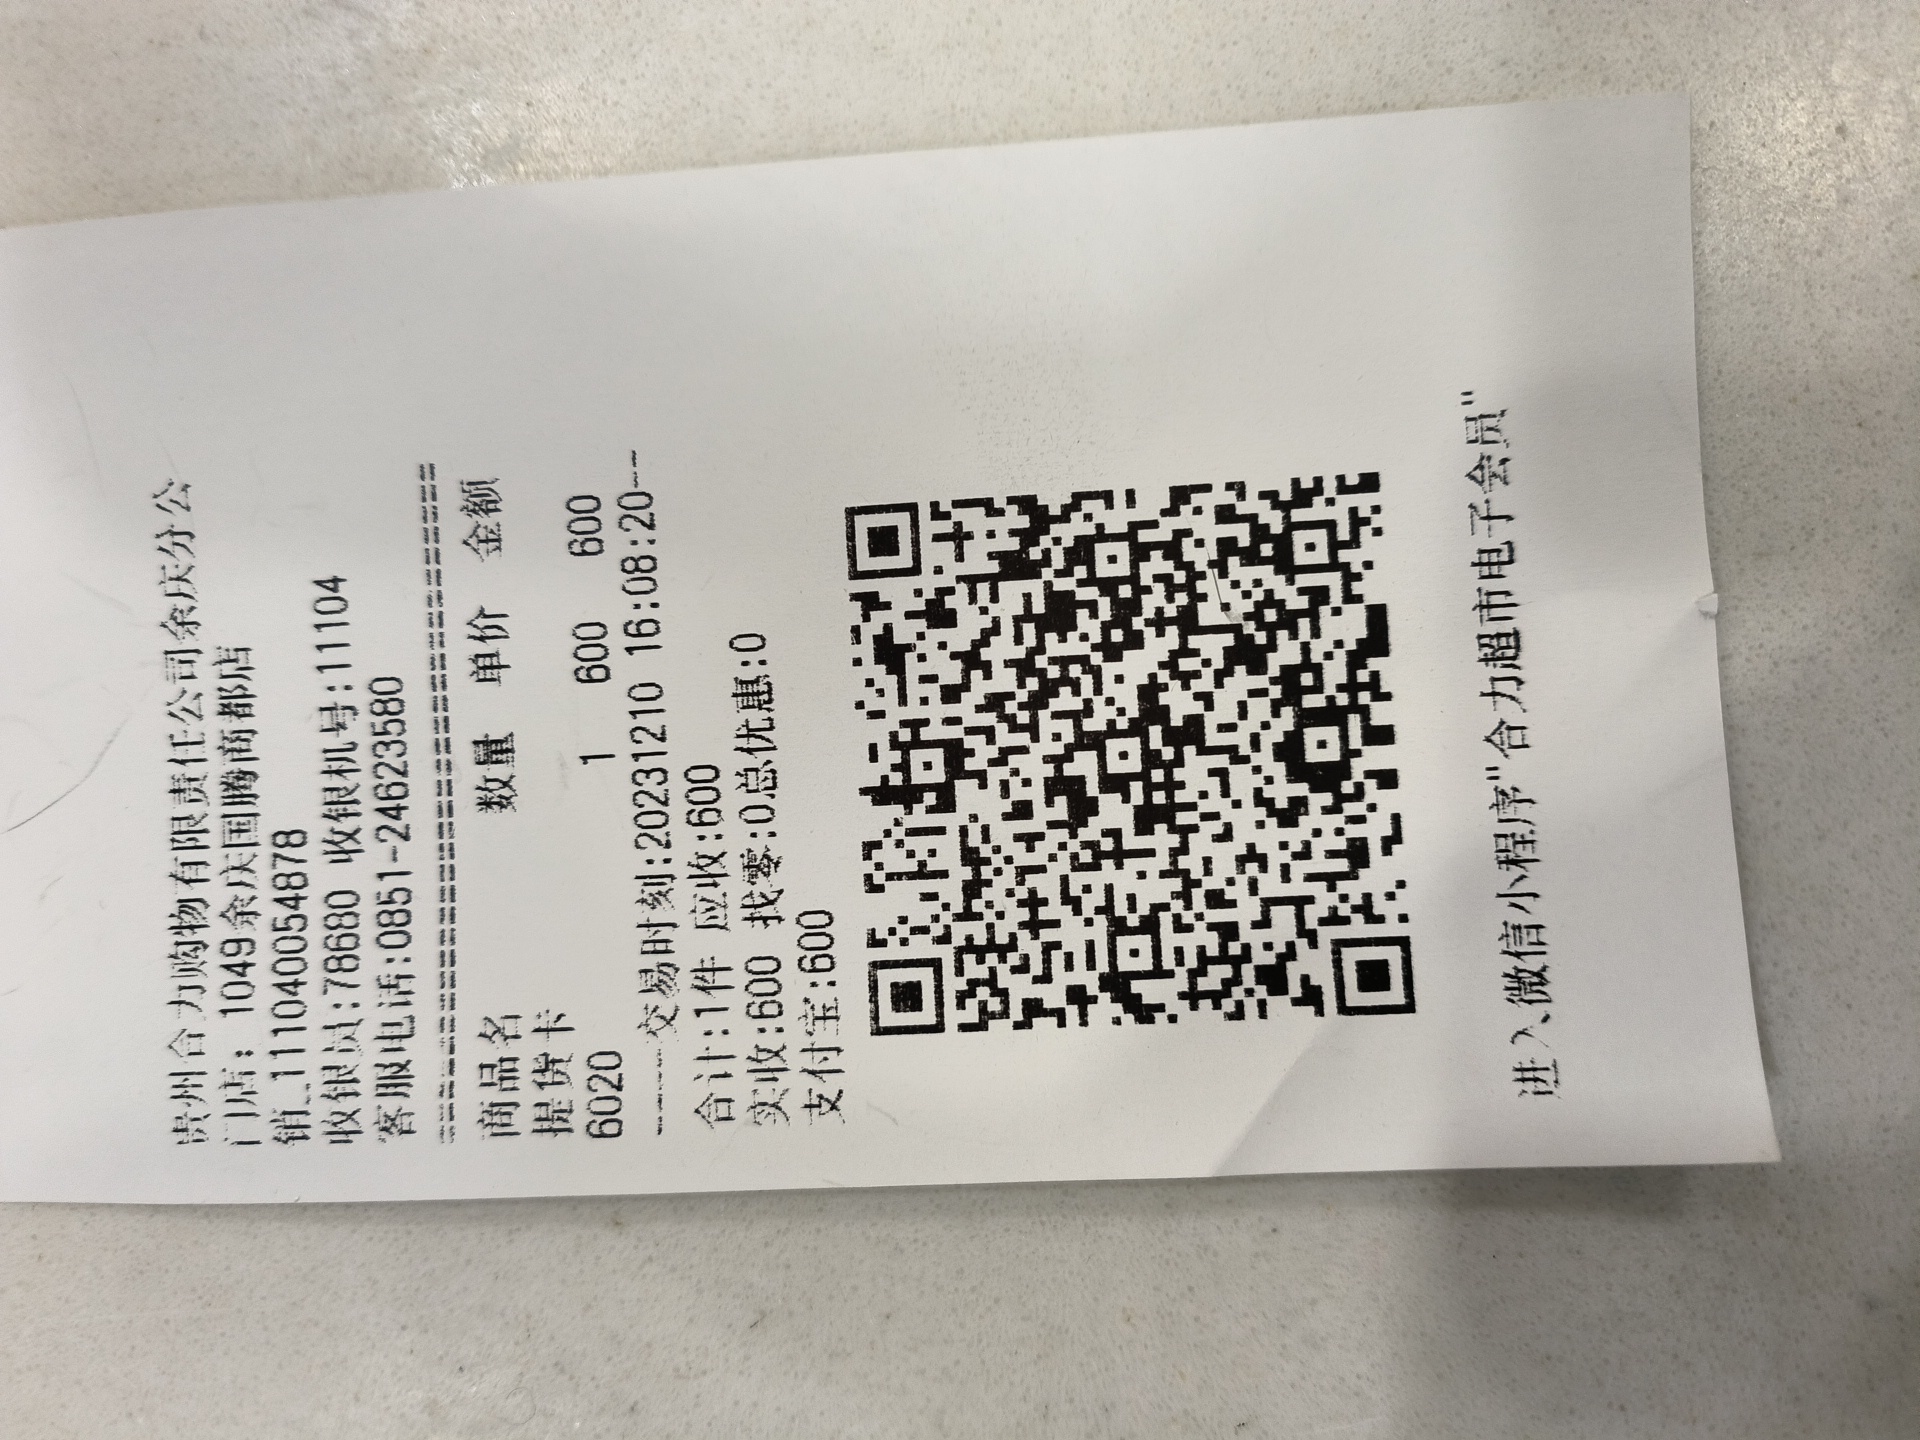 贵州合力购物有限责任公司余庆分公
门店: 1049余庆国腾商都店
销_111040054878
收银员:78680 收银机号:11104
客服电话:0851-24623580
========================================
商品名 数量 单价 金额
提货卡
6020 1 600 600
-----交易时刻:20231210 16:08:20--
合计:1件 应收:600
实收:600 找零:0总优惠:0
支付宝:600
进入微信小程序"合力超市电子会员"